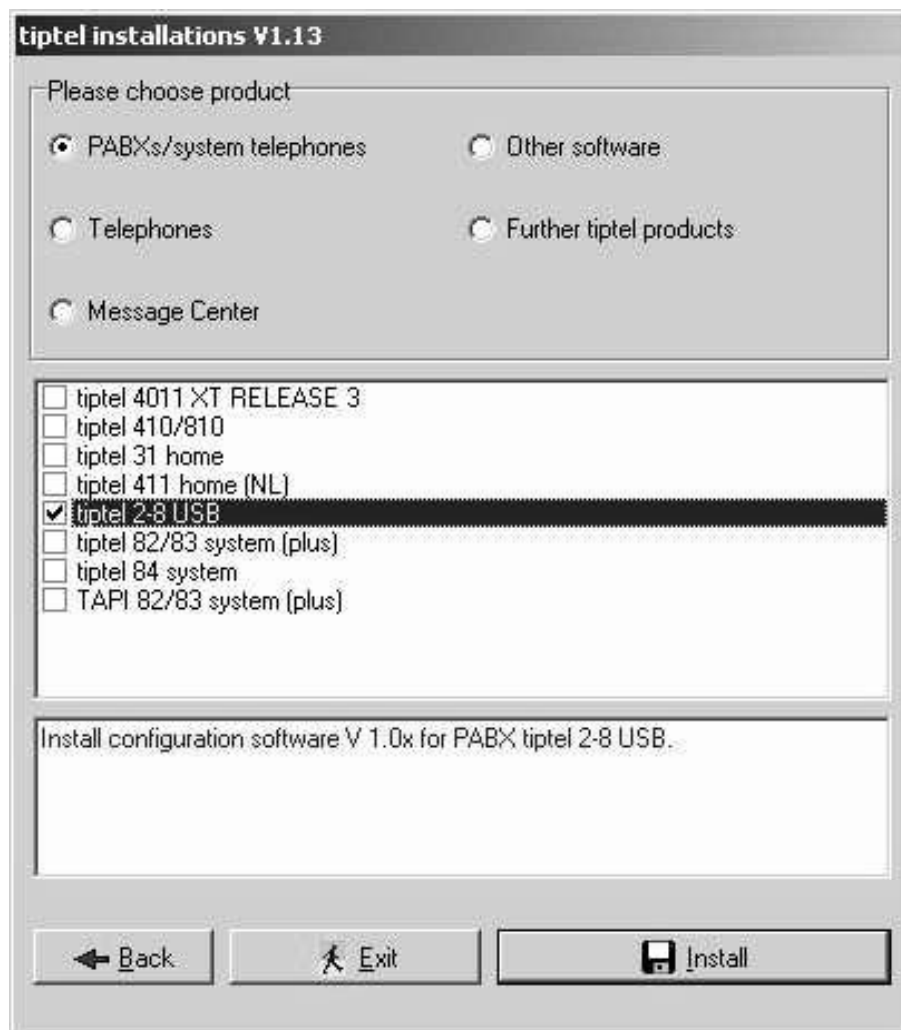 tiptel installations V1.13
Please choose product
PABXs/system telephones
Other software
Telephones
Further tiptel products
Message Center
tiptel 4011 XT RELEASE 3
tiptel 410/810
tiptel 31 home
tiptel 411 home (NL)
tiptel 2-8 USB
tiptel 82/83 system (plus)
tiptel 84 system
TAPI 82/83 system (plus)
Install configuration software V 1.0x for PABX tiptel 2-8 USB.
Back
Exit
Install